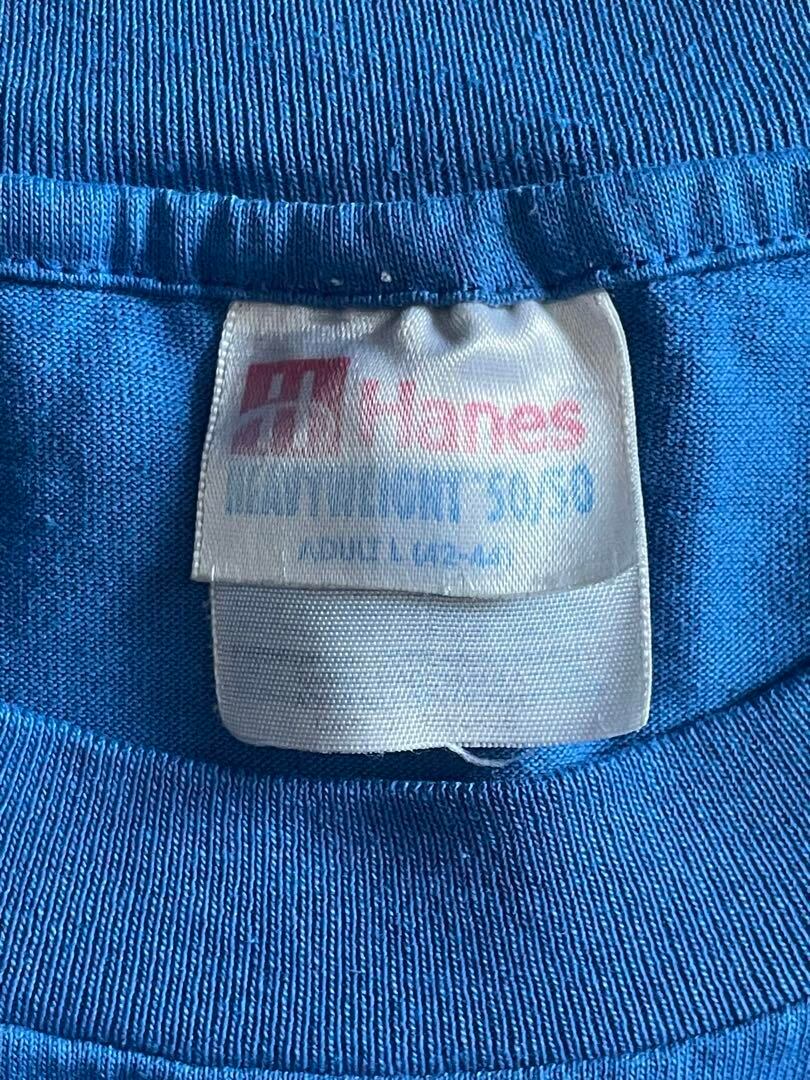 Hanes
HEAVYWEIGHT 50/50
ADULT L (42-44)